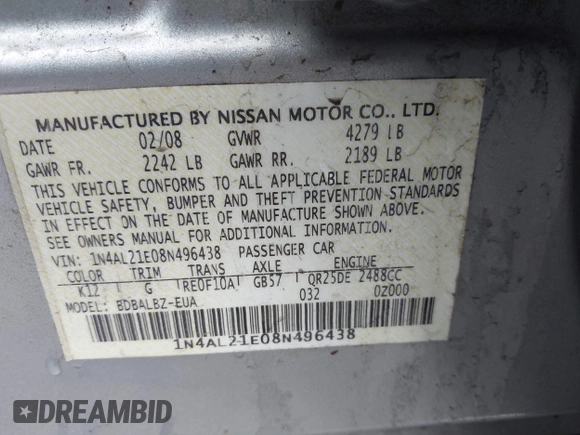 MANUFACTURED BY NISSAN MOTOR CO., LTD.
DATE 02/08 GVWR 4279 LB
GAWR FR. 2242 LB GAWR RR. 2189 LB
THIS VEHICLE CONFORMS TO ALL APPLICABLE FEDERAL MOTOR
VEHICLE SAFETY, BUMPER AND THEFT PREVENTION STANDARDS
IN EFFECT ON THE DATE OF MANUFACTURE SHOWN ABOVE.
SEE OWNERS MANUAL FOR ADDITIONAL INFORMATION.
VIN: 1N4AL21E08N496438 PASSENGER CAR
COLOR TRIM TRANS AXLE ENGINE
K12 G RE0F10A GB57 QR25DE 2488CC
MODEL: BDBALBZ-EUA 032 0Z000
1N4AL21E08N496438
DREAMBID